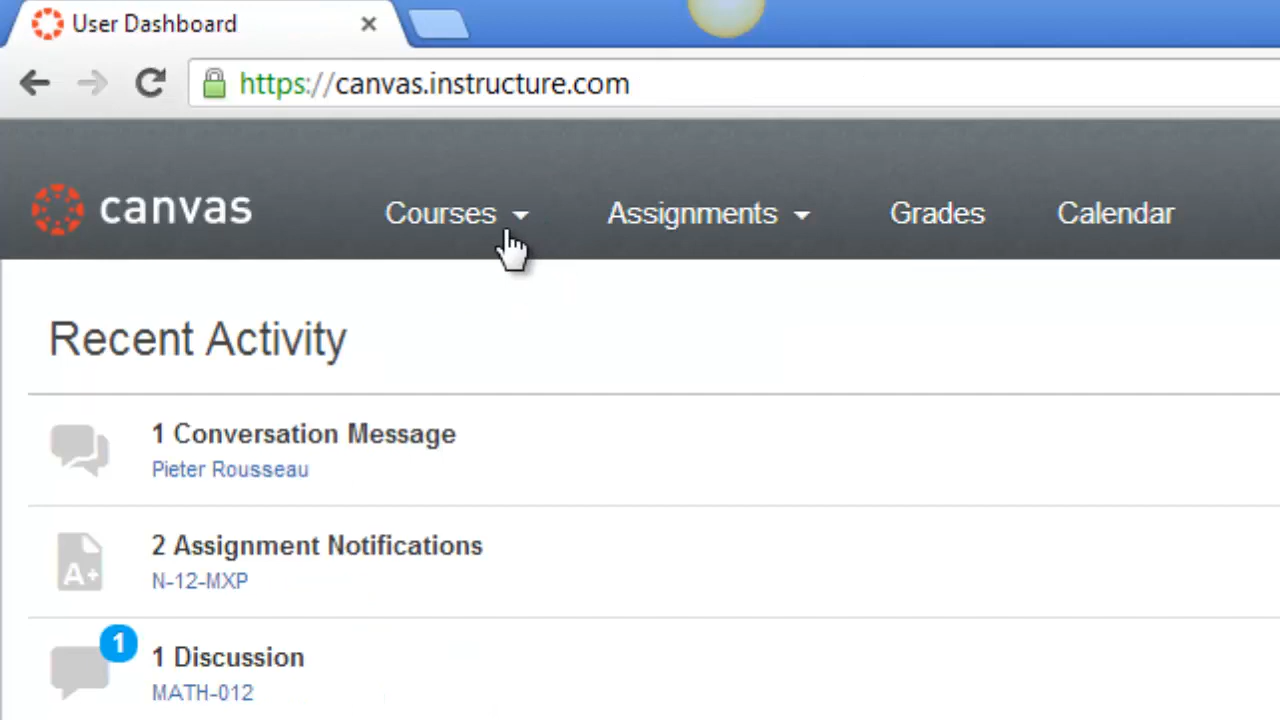 User Dashboard
https://canvas.instructure.com
canvas Courses Assignments Grades Calendar
Recent Activity
1 Conversation Message
Pieter Rousseau
A+ 2 Assignment Notifications
N-12-MXP
1
1 Discussion
MATH-012